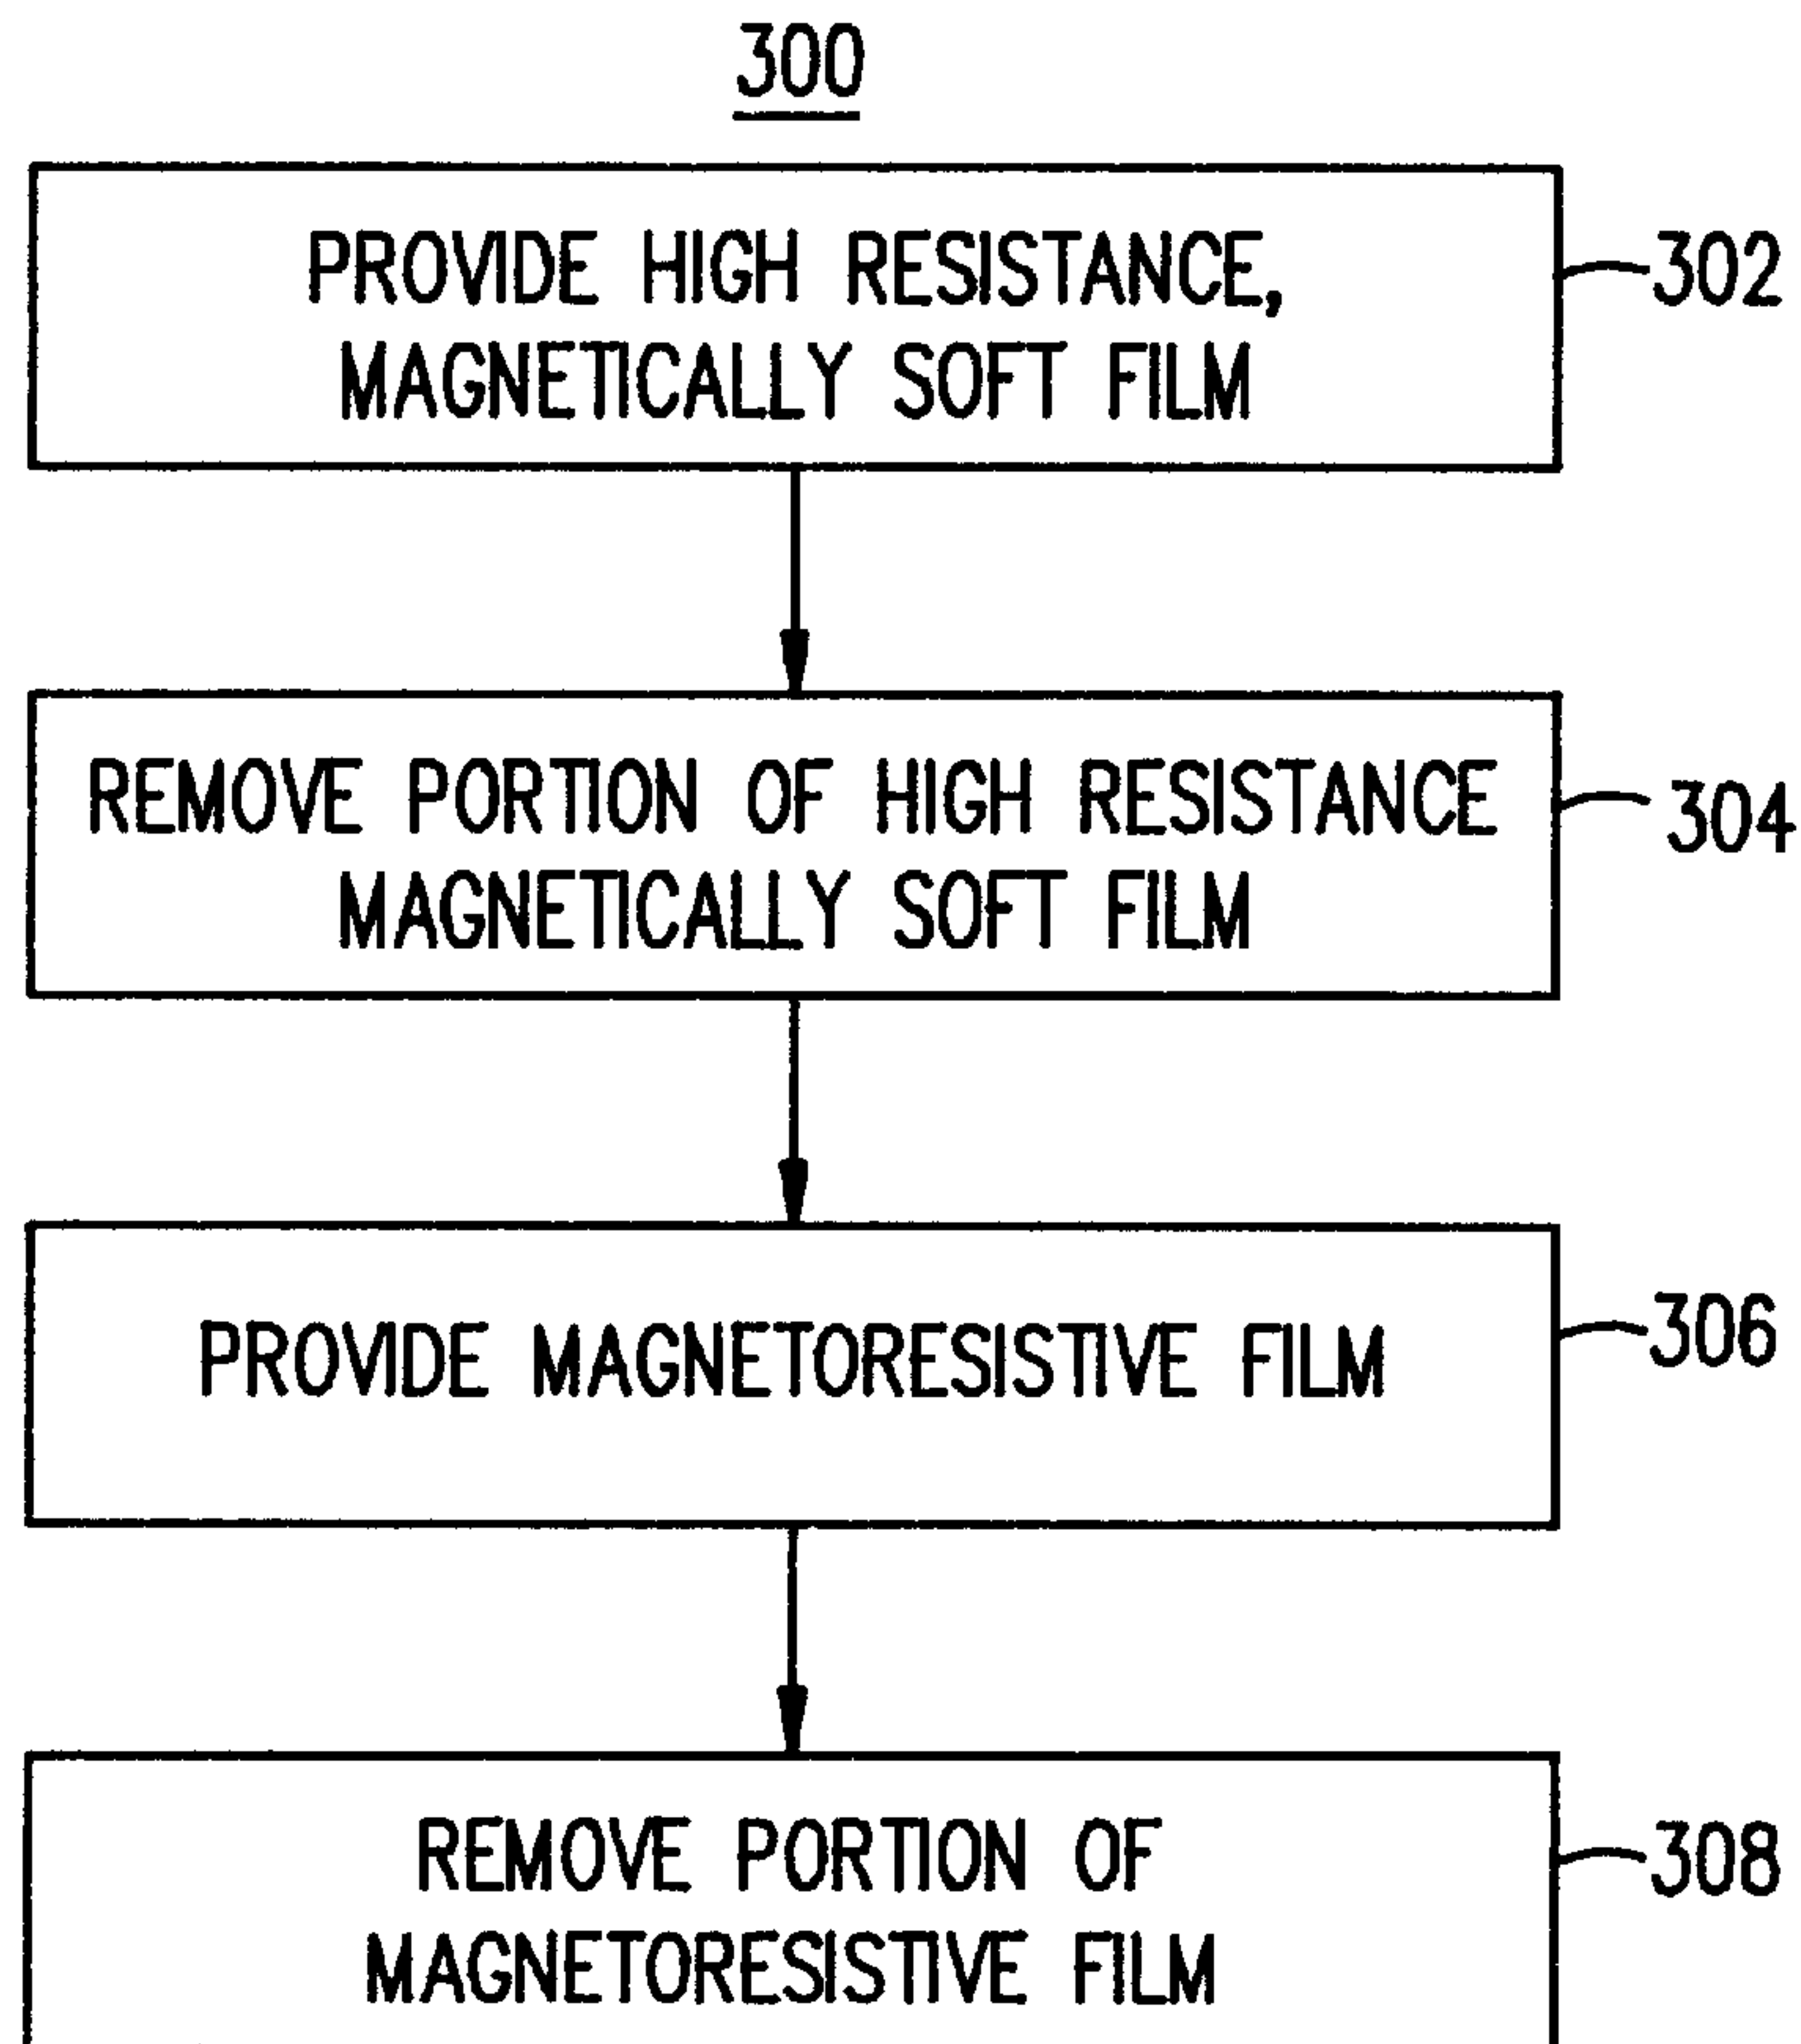 300
PROVIDE HIGH RESISTANCE,
MAGNETICALLY SOFT FILM
302
REMOVE PORTION OF HIGH RESISTANCE
MAGNETICALLY SOFT FILM
304
PROVIDE MAGNETORESISTIVE FILM
306
REMOVE PORTION OF
MAGNETORESISTIVE FILM
308